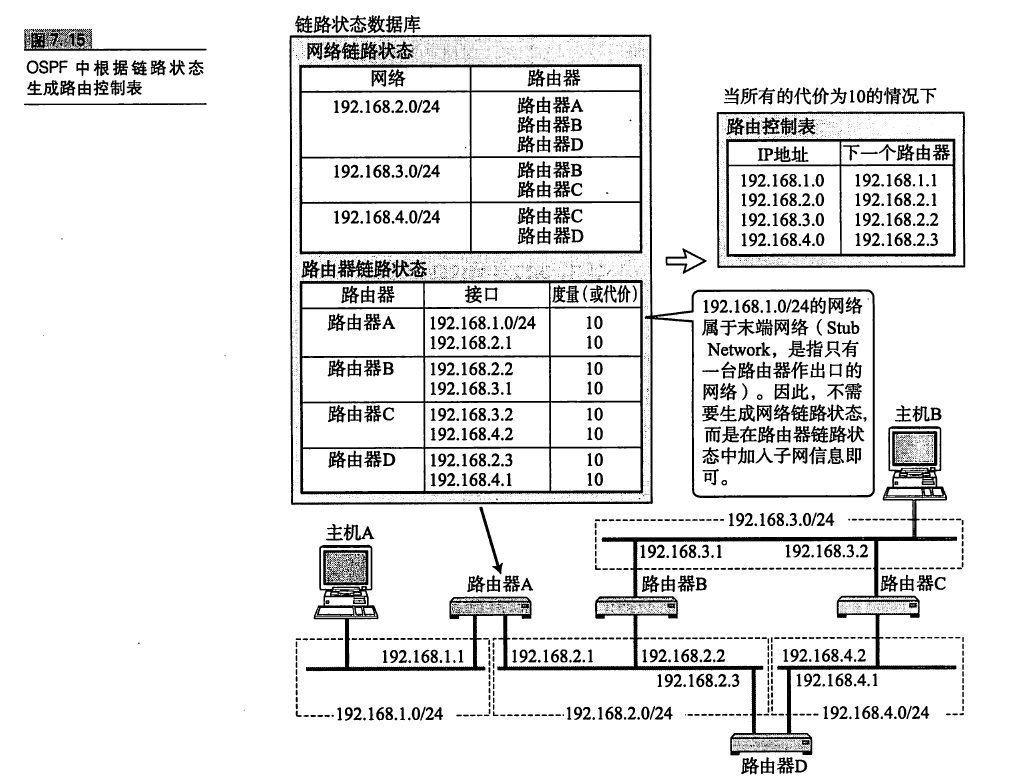 图7.15
OSPF 中根据链路状态
生成路由控制表
链路状态数据库
网络链路状态
网络 路由器
192.168.2.0/24 路由器A
路由器B
路由器D
192.168.3.0/24 路由器B
路由器C
192.168.4.0/24 路由器C
路由器D
路由器链路状态
路由器 接口 度量(或代价)
路由器A 192.168.1.0/24 10
192.168.2.1 10
路由器B 192.168.2.2 10
192.168.3.1 10
路由器C 192.168.3.2 10
192.168.4.2 10
路由器D 192.168.2.3 10
192.168.4.1 10
当所有的代价为10的情况下
路由控制表
IP地址 下一个路由器
192.168.1.0 192.168.1.1
192.168.2.0 192.168.2.1
192.168.3.0 192.168.2.2
192.168.4.0 192.168.2.3
192.168.1.0/24的网络
属于末端网络（Stub
Network，是指只有
一台路由器作出口的
网络）。因此，不需
要生成网络链路状态,
而是在路由器链路状
态中加入子网信息即
可。
主机B
192.168.3.0/24
主机A
192.168.3.1 192.168.3.2
路由器A 路由器B 路由器C
192.168.1.1 192.168.2.1 192.168.2.2 192.168.4.2
192.168.2.3 192.168.4.1
192.168.1.0/24 192.168.2.0/24 192.168.4.0/24
路由器D